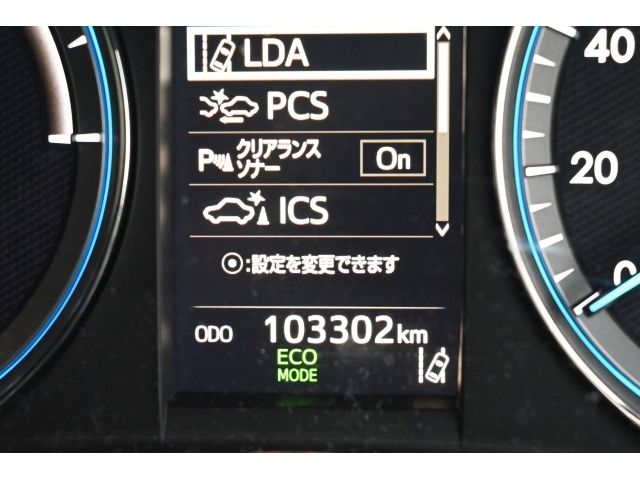 LDA
PCS
P クリアランス
ソナー On
ICS
⦿:設定を変更できます
ODO 103302km
ECO
MODE
40
20
0